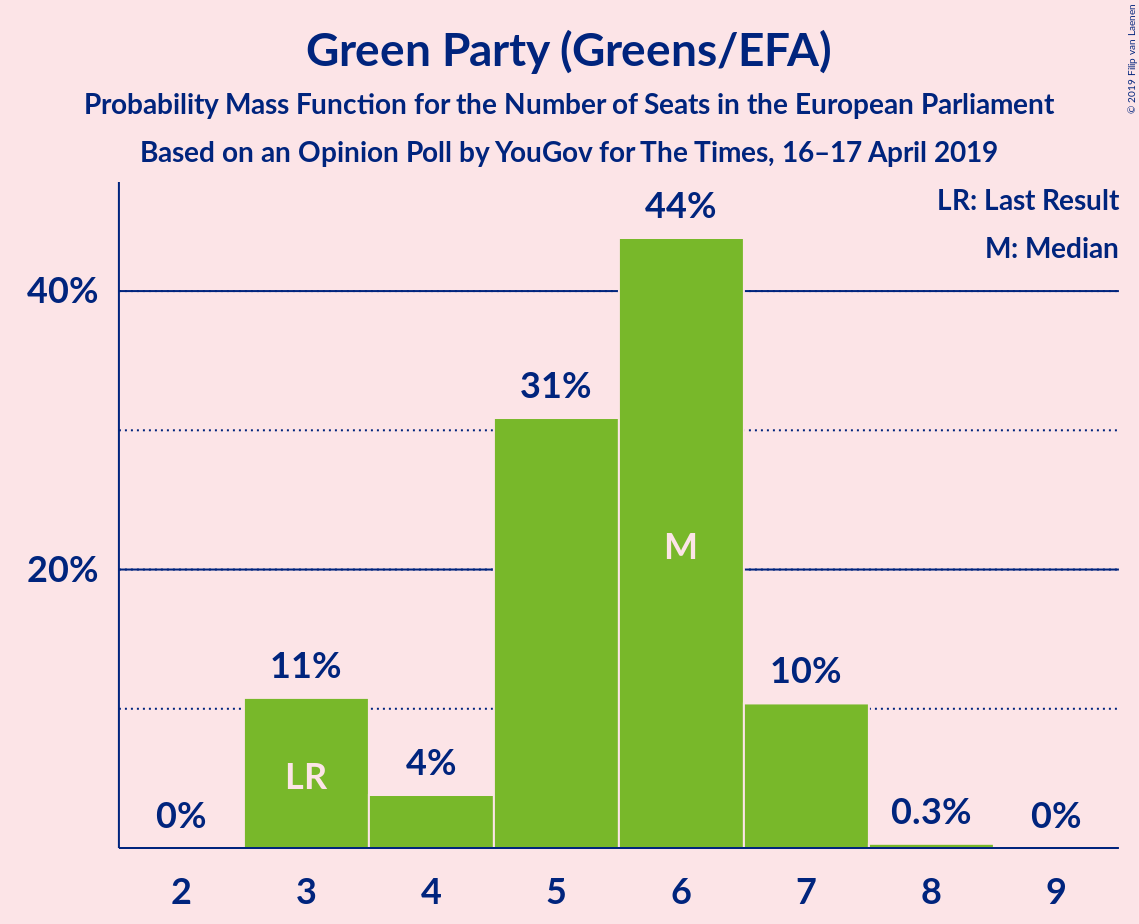 Green Party (Greens/EFA)
Probability Mass Function for the Number of Seats in the European Parliament
Based on an Opinion Poll by YouGov for The Times, 16–17 April 2019
© 2019 Filip van Laenen
LR: Last Result
M: Median
40%
20%
0%
11%
4%
31%
44%
10%
0.3%
0%
LR
M
2
3
4
5
6
7
8
9